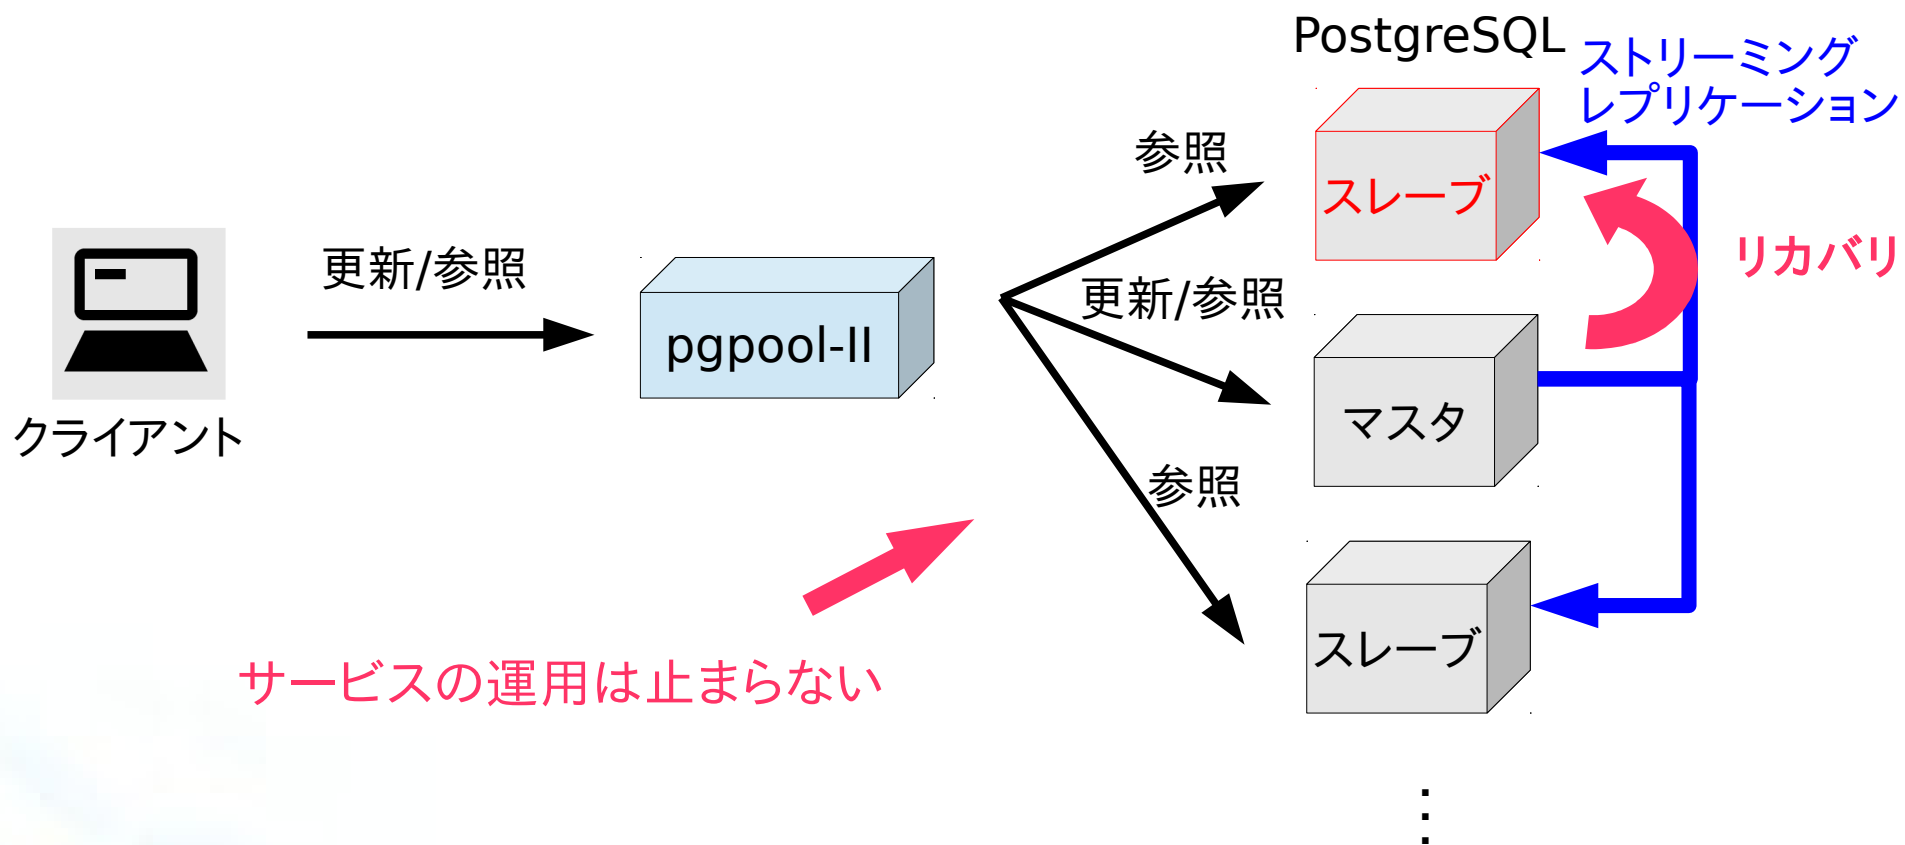 PostgreSQL
ストリーミング
レプリケーション
参照
スレーブ
リカバリ
更新/参照
更新/参照
pgpool-II
マスタ
クライアント
参照
スレーブ
サービスの運用は止まらない